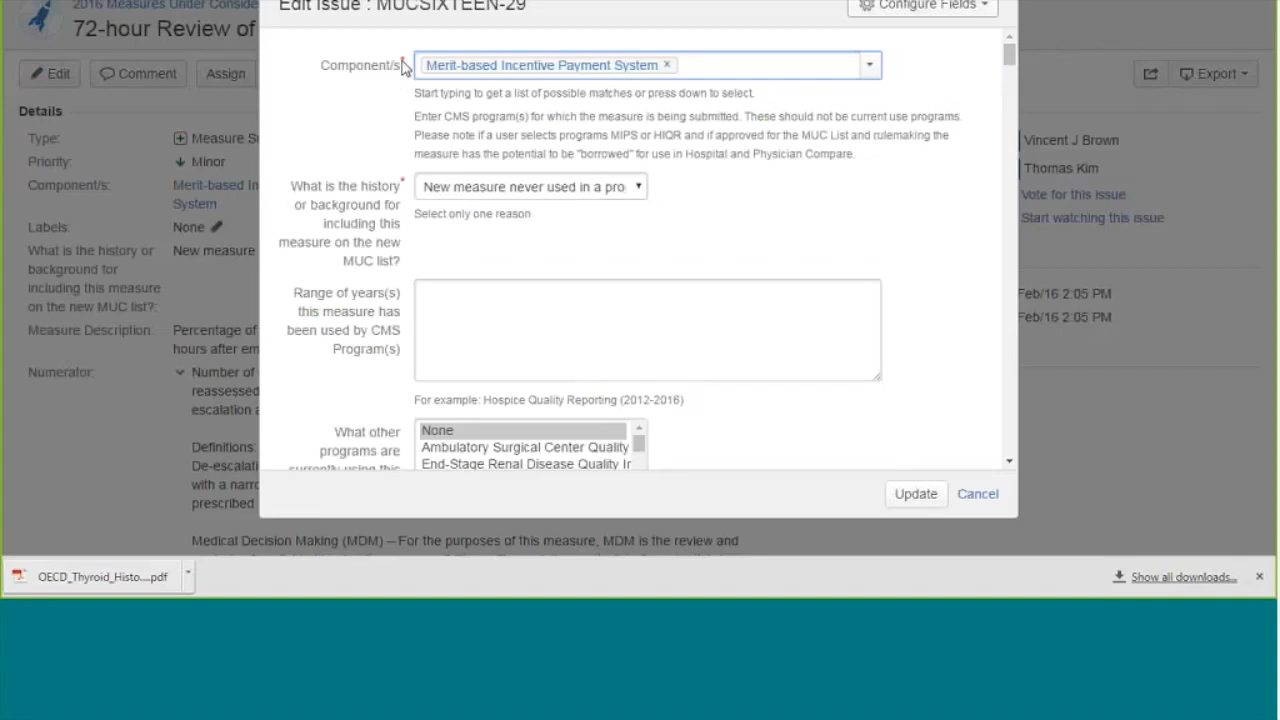 2016 Measures Under Conside
72-hour Review of
Edit Issue : MUCSIXTEEN-29
Configure Fields
Edit
Comment
Assign
Export
Details
Type: Measure S
Priority: Minor
Component/s: Merit-based In
System
Labels: None
What is the history or New measure
background for
including this measure
on the new MUC list?:
Measure Description: Percentage of
hours after em
Numerator: Number of
reassessed
escalation a
Definitions:
De-escalati
with a narro
prescribed
Medical Decision Making (MDM) – For the purposes of this measure, MDM is the review and
Component/s* Merit-based Incentive Payment System ×
Start typing to get a list of possible matches or press down to select.
Enter CMS program(s) for which the measure is being submitted. These should not be current use programs.
Please note if a user selects programs MIPS or HIQR and if approved for the MUC List and rulemaking the
measure has the potential to be "borrowed" for use in Hospital and Physician Compare.
What is the history* New measure never used in a pro
or background for
including this
measure on the new
MUC list?
Select only one reason
Range of years(s)
this measure has
been used by CMS
Program(s)
For example: Hospice Quality Reporting (2012-2016)
What other
programs are
currently using this
None
Ambulatory Surgical Center Quality
End-Stage Renal Disease Quality Ir
Update
Cancel
Vincent J Brown
Thomas Kim
Vote for this issue
Start watching this issue
Feb/16 2:05 PM
Feb/16 2:05 PM
OECD_Thyroid_Histo....pdf
Show all downloads...
×